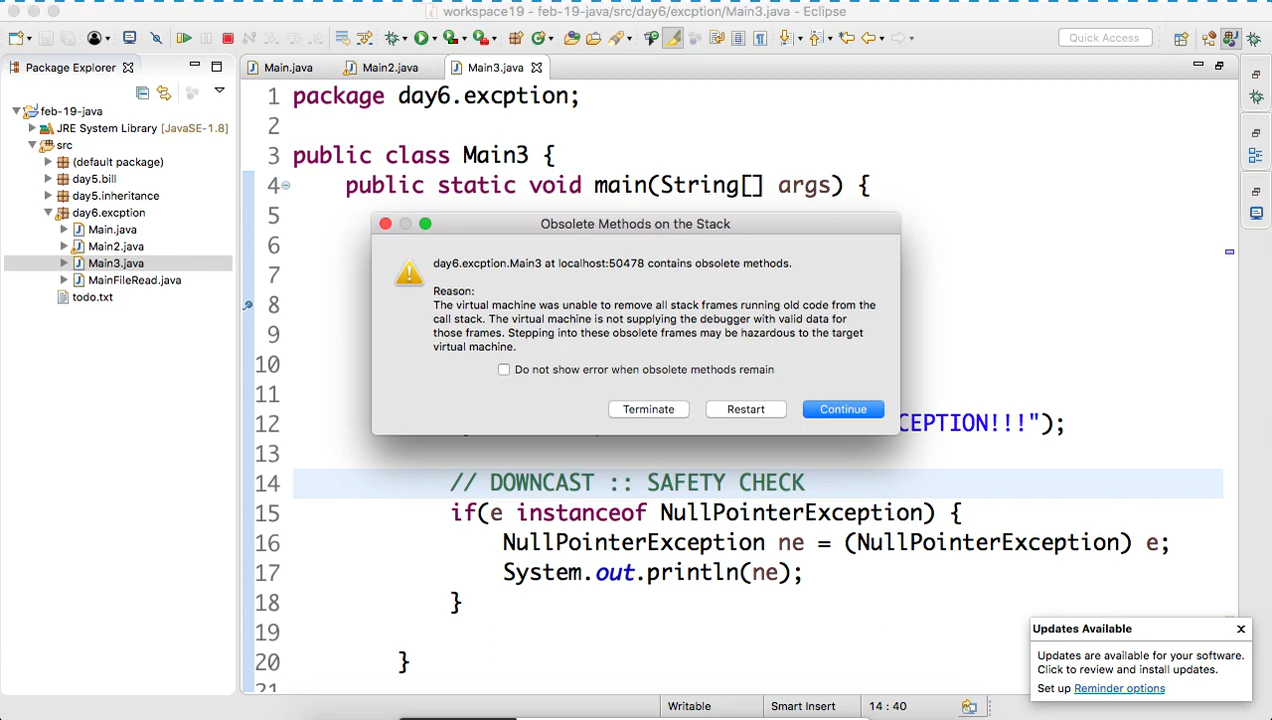 workspace19 - feb-19-java/src/day6/excption/Main3.java - Eclipse
Quick Access
Package Explorer
Main.java
Main2.java
Main3.java
feb-19-java
JRE System Library [JavaSE-1.8]
src
(default package)
day5.bill
day5.inheritance
day6.excption
Main.java
Main2.java
Main3.java
MainFileRead.java
todo.txt
1 package day6.excption;
2
3 public class Main3 {
4 public static void main(String[] args) {
5
6
7
8
9
10
11
12 CEPTION!!!");
13
14 // DOWNCAST :: SAFETY CHECK
15 if(e instanceof NullPointerException) {
16 NullPointerException ne = (NullPointerException) e;
17 System.out.println(ne);
18 }
19
20 }
21
Obsolete Methods on the Stack
day6.excption.Main3 at localhost:50478 contains obsolete methods.
Reason:
The virtual machine was unable to remove all stack frames running old code from the
call stack. The virtual machine is not supplying the debugger with valid data for
those frames. Stepping into these obsolete frames may be hazardous to the target
virtual machine.
Do not show error when obsolete methods remain
Terminate
Restart
Continue
Updates Available
Updates are available for your software.
Click to review and install updates.
Set up Reminder options
Writable
Smart Insert
14 : 40